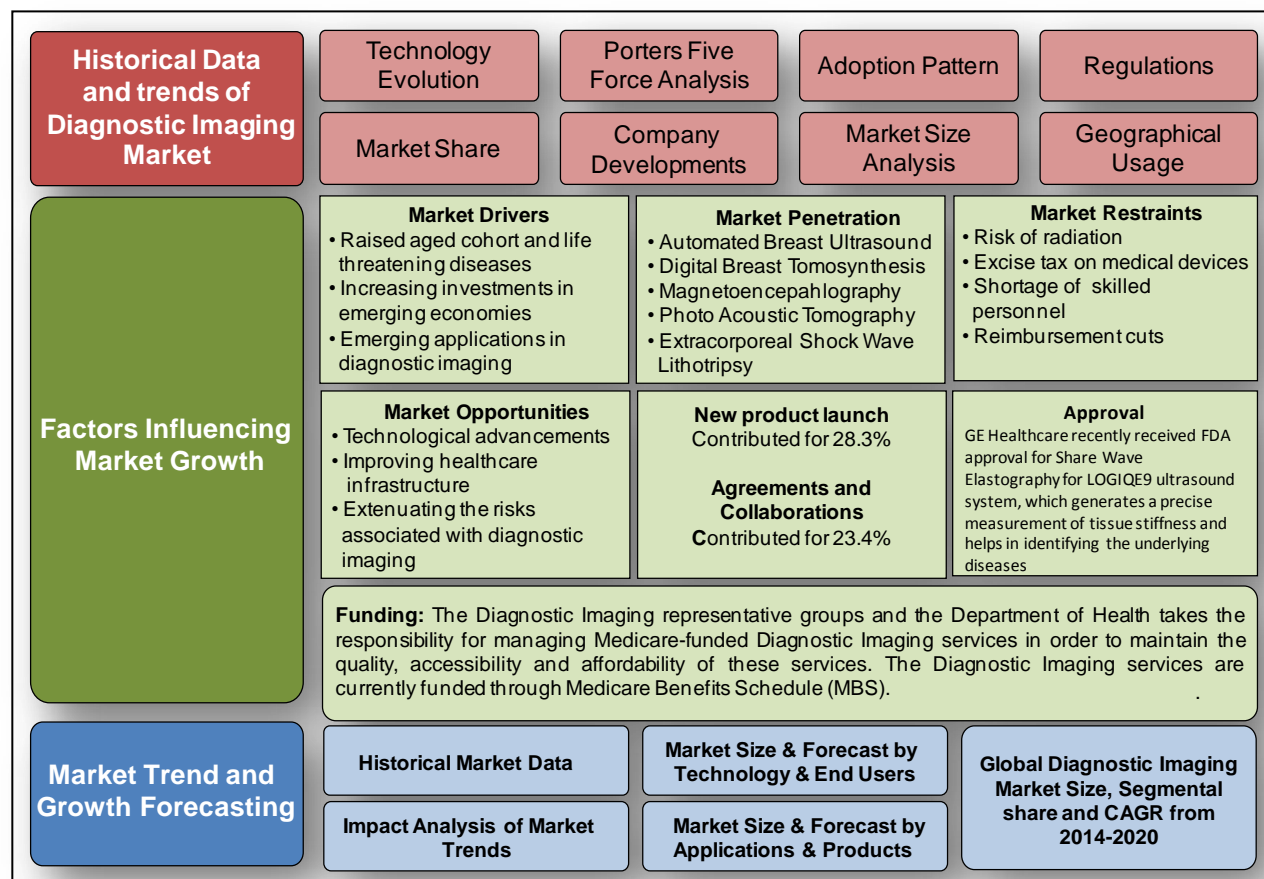 Historical Data
and trends of
Diagnostic Imaging
Market
Technology
Evolution
Porters Five
Force Analysis
Adoption Pattern
Regulations
Market Share
Company
Developments
Market Size
Analysis
Geographical
Usage
Factors Influencing
Market Growth
Market Drivers
• Raised aged cohort and life
threatening diseases
• Increasing investments in
emerging economies
• Emerging applications in
diagnostic imaging
Market Penetration
• Automated Breast Ultrasound
• Digital Breast Tomosynthesis
• Magnetoencepahlography
• Photo Acoustic Tomography
• Extracorporeal Shock Wave
Lithotripsy
Market Restraints
• Risk of radiation
• Excise tax on medical devices
• Shortage of skilled
personnel
• Reimbursement cuts
Market Opportunities
• Technological advancements
• Improving healthcare
infrastructure
• Extenuating the risks
associated with diagnostic
imaging
New product launch
Contributed for 28.3%
Agreements and
Collaborations
Contributed for 23.4%
Approval
GE Healthcare recently received FDA
approval for Share Wave
Elastography for LOGIQE9 ultrasound
system, which generates a precise
measurement of tissue stiffness and
helps in identifying the underlying
diseases
Funding: The Diagnostic Imaging representative groups and the Department of Health takes the
responsibility for managing Medicare-funded Diagnostic Imaging services in order to maintain the
quality, accessibility and affordability of these services. The Diagnostic Imaging services are
currently funded through Medicare Benefits Schedule (MBS). .
Market Trend and
Growth Forecasting
Historical Market Data
Market Size & Forecast by
Technology & End Users
Global Diagnostic Imaging
Market Size, Segmental
share and CAGR from
2014-2020
Impact Analysis of Market
Trends
Market Size & Forecast by
Applications & Products